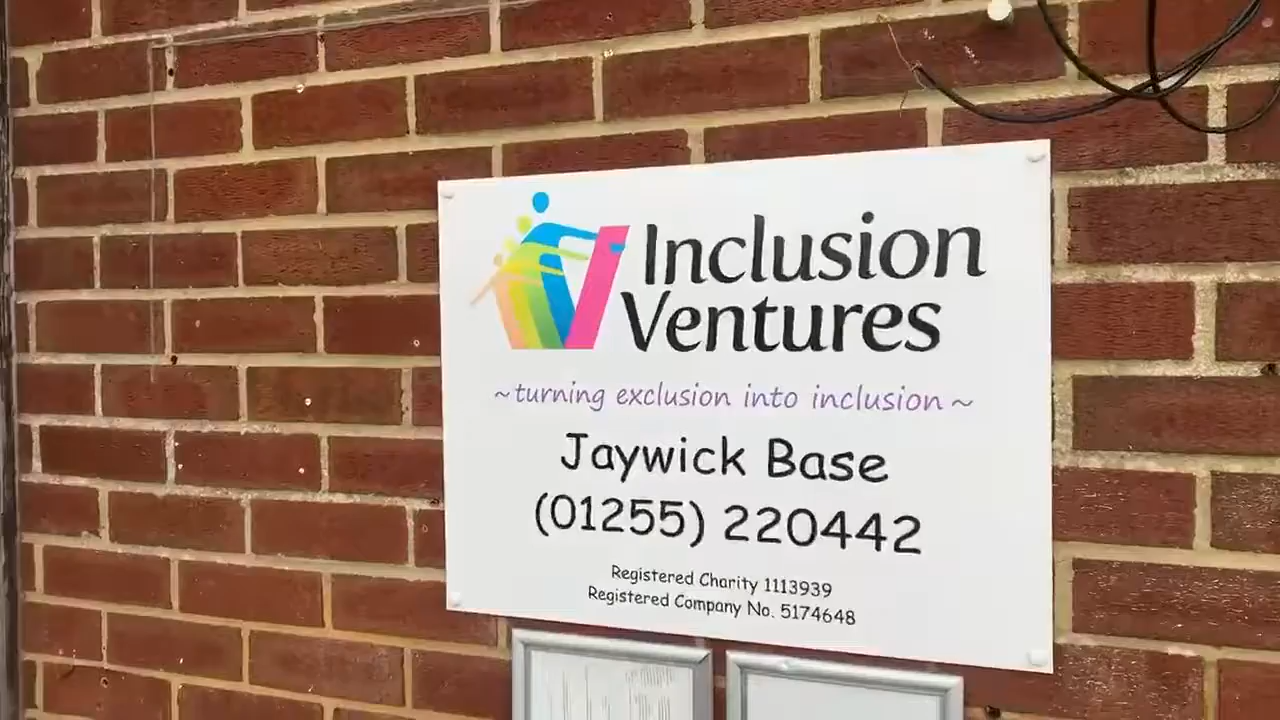 Inclusion
Ventures
~turning exclusion into inclusion~
Jaywick Base
(01255) 220442
Registered Charity 1113939
Registered Company No. 5174648